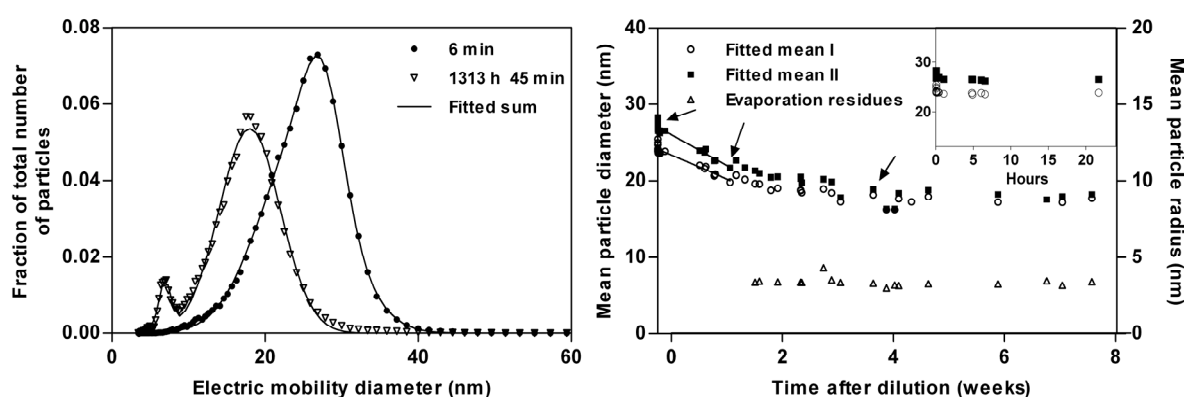 0.08
0.06
0.04
0.02
0.00
Fraction of total number
of particles
6 min
1313 h 45 min
Fitted sum
0 20 40 60
Electric mobility diameter (nm)
40
30
20
10
0
Mean particle diameter (nm)
Fitted mean I
Fitted mean II
Evaporation residues
30
20
0 5 10 15 20
Hours
20
15
10
5
0
Mean particle radius (nm)
0 2 4 6 8
Time after dilution (weeks)